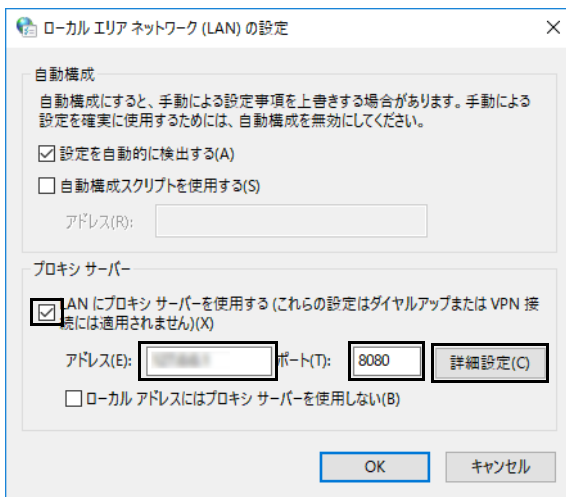 ローカル エリア ネットワーク (LAN) の設定
自動構成
自動構成にすると、手動による設定事項を上書きする場合があります。手動による
設定を確実に使用するためには、自動構成を無効にしてください。
設定を自動的に検出する(A)
自動構成スクリプトを使用する(S)
アドレス(R):
プロキシ サーバー
LAN にプロキシ サーバーを使用する (これらの設定はダイヤルアップまたは VPN 接
続には適用されません)(X)
アドレス(E): ポート(T): 8080 詳細設定(C)
ローカル アドレスにはプロキシ サーバーを使用しない(B)
OK キャンセル